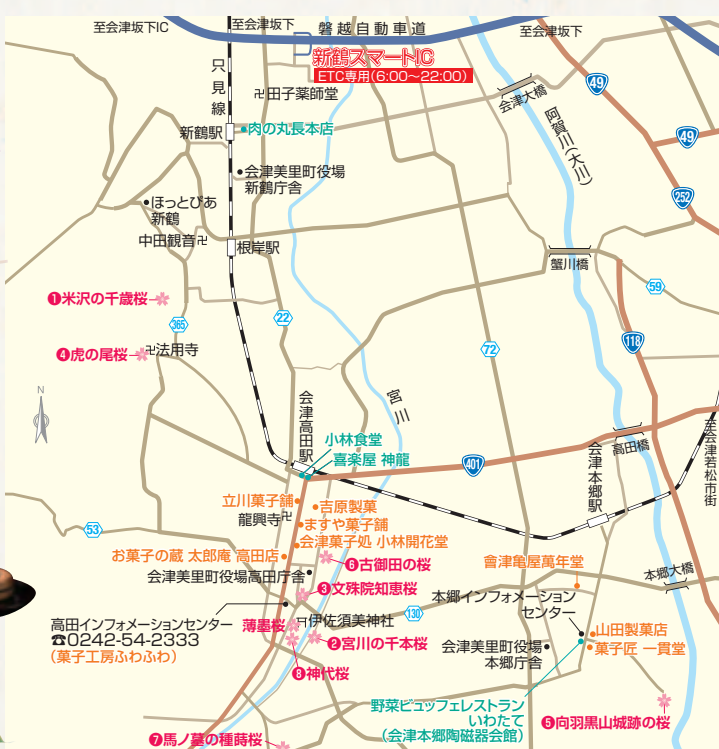 至会津坂下IC
至会津坂下
磐越自動車道
至会津坂下
新鶴スマートIC
ETC専用(6:00～22:00)
只見線
卍田子薬師堂
会津大橋
49
阿賀川(大川)
49
新鶴駅
肉の丸長本店
会津美里町役場
新鶴庁舎
252
ほっとぴあ
新鶴
中田観音卍
根岸駅
蟹川橋
59
❶米沢の千歳桜
365
22
118
❹虎の尾桜
卍法用寺
72
N
宮川
会津高田駅
小林食堂
喜楽屋 神龍
401
高田橋
至会津若松市街
会津本郷駅
立川菓子舗
吉原製菓
龍興寺卍
ますや菓子舗
53
会津菓子処 小林開花堂
お菓子の蔵 太郎庵 高田店
❻古御田の桜
會津亀屋萬年堂
本郷大橋
会津美里町役場高田庁舎
❸文殊院知恵桜
本郷インフォメーション
センター
130
高田インフォメーションセンター
☎0242-54-2333
(菓子工房ふわふわ)
薄墨桜
伊佐須美神社
❷宮川の千本桜
山田製菓店
菓子匠 一貫堂
会津美里町役場
本郷庁舎
❽神代桜
野菜ビュッフェレストラン
いわたて
(会津本郷陶磁器会館)
❺向羽黒山城跡の桜
❼馬ノ墓の種蒔桜